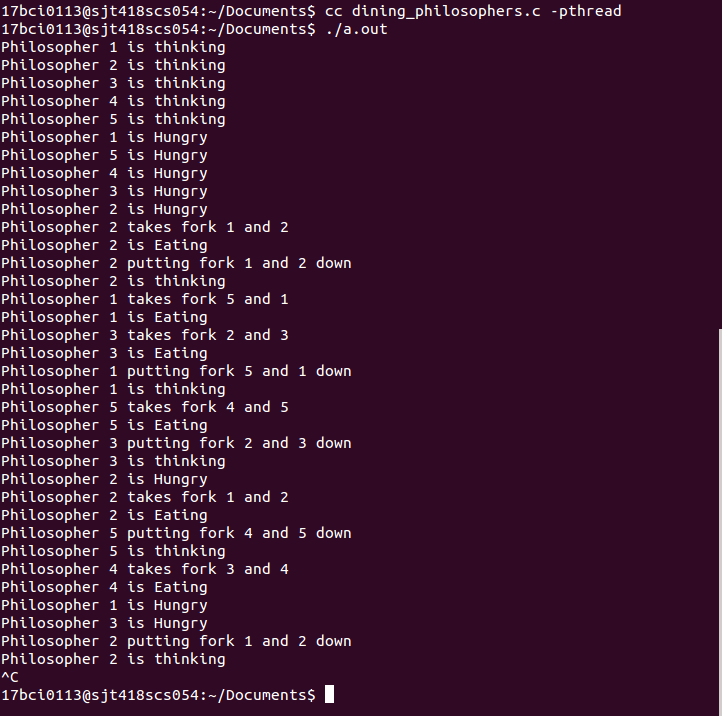 17bci0113@sjt418scs054:~/Documents$ cc dining_philosophers.c -pthread
17bci0113@sjt418scs054:~/Documents$ ./a.out
Philosopher 1 is thinking
Philosopher 2 is thinking
Philosopher 3 is thinking
Philosopher 4 is thinking
Philosopher 5 is thinking
Philosopher 1 is Hungry
Philosopher 5 is Hungry
Philosopher 4 is Hungry
Philosopher 3 is Hungry
Philosopher 2 is Hungry
Philosopher 2 takes fork 1 and 2
Philosopher 2 is Eating
Philosopher 2 putting fork 1 and 2 down
Philosopher 2 is thinking
Philosopher 1 takes fork 5 and 1
Philosopher 1 is Eating
Philosopher 3 takes fork 2 and 3
Philosopher 3 is Eating
Philosopher 1 putting fork 5 and 1 down
Philosopher 1 is thinking
Philosopher 5 takes fork 4 and 5
Philosopher 5 is Eating
Philosopher 3 putting fork 2 and 3 down
Philosopher 3 is thinking
Philosopher 2 is Hungry
Philosopher 2 takes fork 1 and 2
Philosopher 2 is Eating
Philosopher 5 putting fork 4 and 5 down
Philosopher 5 is thinking
Philosopher 4 takes fork 3 and 4
Philosopher 4 is Eating
Philosopher 1 is Hungry
Philosopher 3 is Hungry
Philosopher 2 putting fork 1 and 2 down
Philosopher 2 is thinking
^C
17bci0113@sjt418scs054:~/Documents$